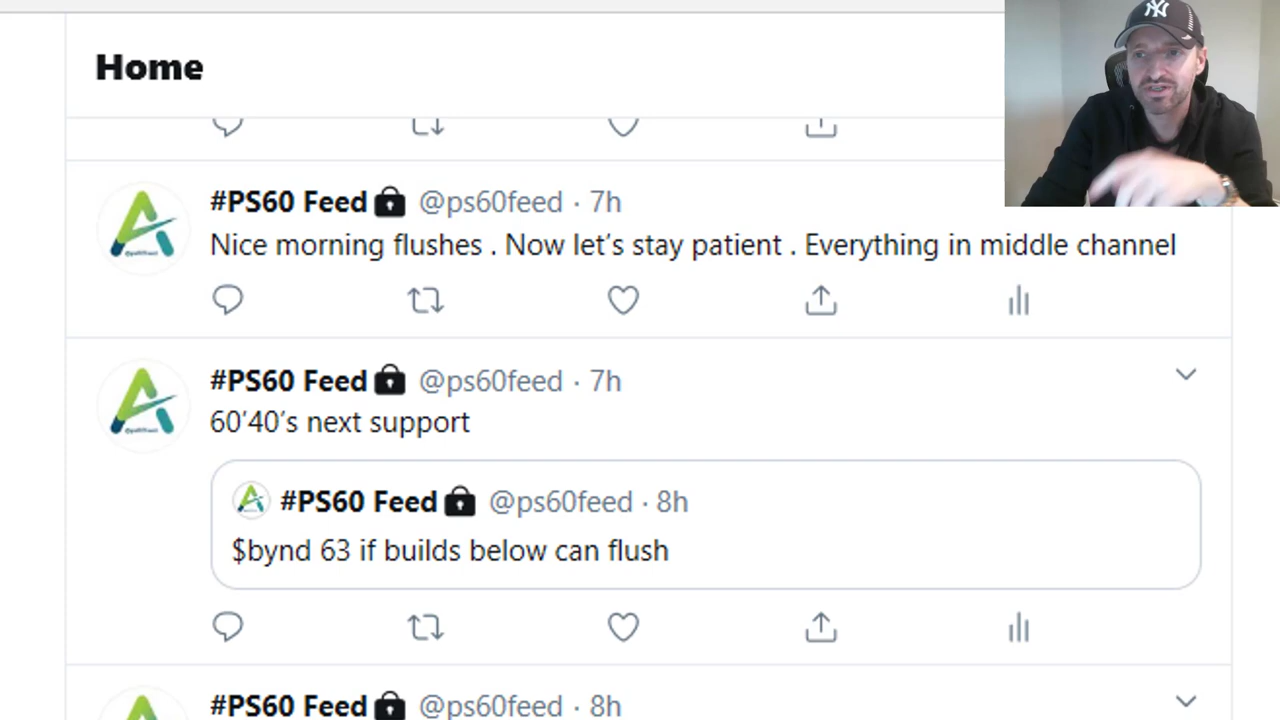 Home
#PS60 Feed @ps60feed · 7h
Nice morning flushes . Now let’s stay patient . Everything in middle channel
#PS60 Feed @ps60feed · 7h
60’40’s next support
#PS60 Feed @ps60feed · 8h
$bynd 63 if builds below can flush
#PS60 Feed @ps60feed · 8h